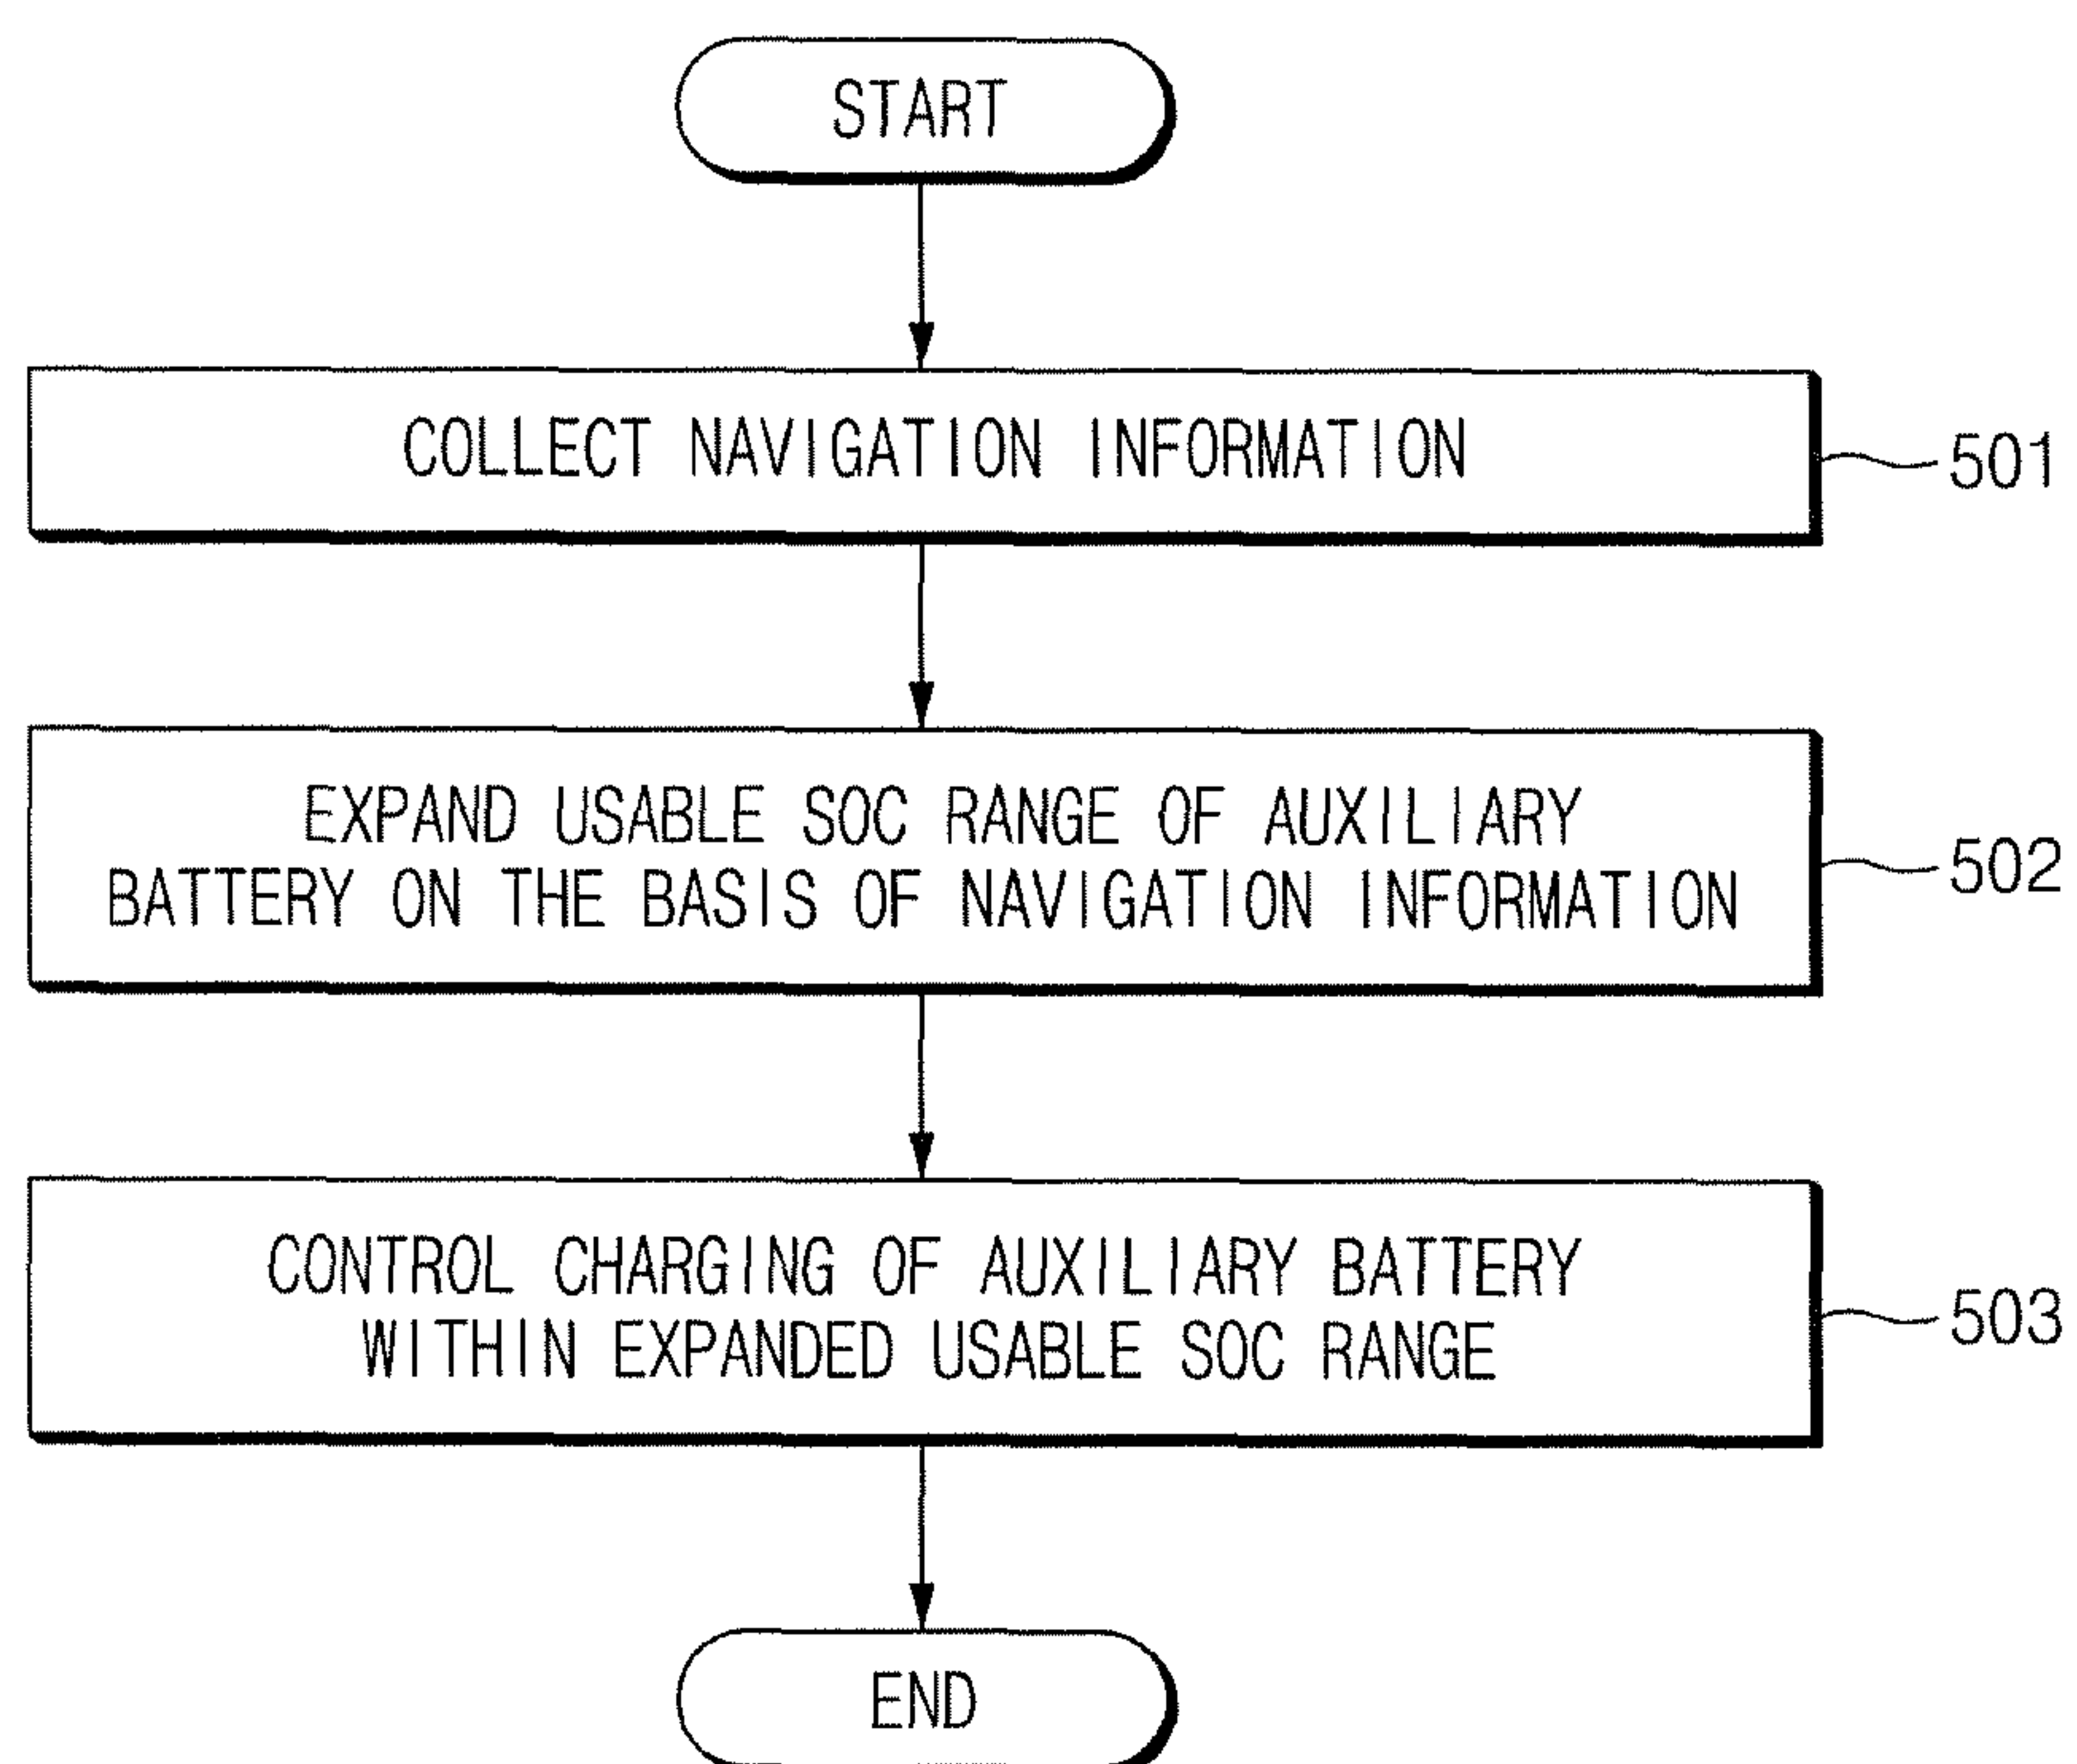 START
COLLECT NAVIGATION INFORMATION
501
EXPAND USABLE SOC RANGE OF AUXILIARY
BATTERY ON THE BASIS OF NAVIGATION INFORMATION
502
CONTROL CHARGING OF AUXILIARY BATTERY
WITHIN EXPANDED USABLE SOC RANGE
503
END